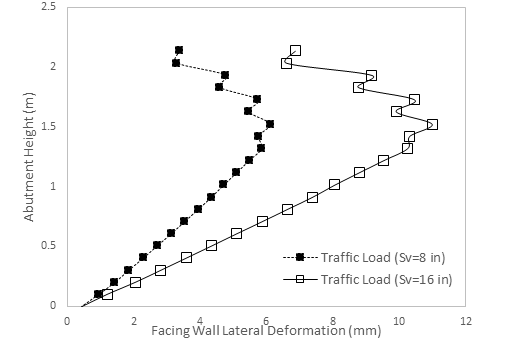 2.5
2
1.5
1
0.5
0
Abutment Height (m)
Traffic Load (Sv=8 in)
Traffic Load (Sv=16 in)
0 2 4 6 8 10 12
Facing Wall Lateral Deformation (mm)